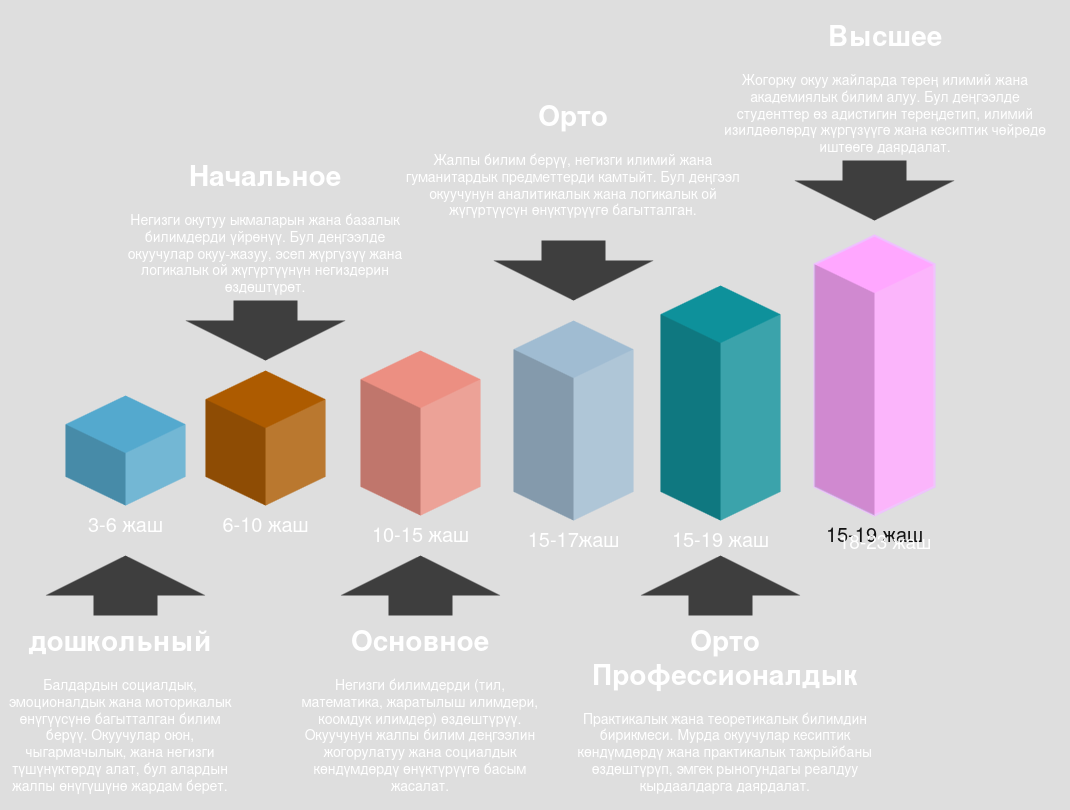 Высшее
Жогорку окуу жайларда терең илимий жана
академиялык билим алуу. Бул деңгээлде
студенттер өз адистигин тереңдетип, илимий
изилдөөлөрдү жүргүзүүгө жана кесиптик чөйрөдө
иштөөгө даярдалат.
Орто
Жалпы билим берүү, негизги илимий жана
гуманитардык предметтерди камтыйт. Бул деңгээл
окуучунун аналитикалык жана логикалык ой
жүгүртүүсүн өнүктүрүүгө багытталган.
Начальное
Негизги окутуу ыкмаларын жана базалык
билимдерди үйрөнүү. Бул деңгээлде
окуучулар окуу-жазуу, эсеп жүргүзүү жана
логикалык ой жүгүртүүнүн негиздерин
өздөштүрөт.
3-6 жаш
6-10 жаш
10-15 жаш
15-17жаш
15-19 жаш
15-19 жаш
18-23 жаш
дошкольный
Балдардын социалдык,
эмоционалдык жана моторикалык
өнүгүүсүнө багытталган билим
берүү. Окуучулар оюн,
чыгармачылык, жана негизги
түшүнүктөрдү алат, бул алардын
жалпы өнүгүшүнө жардам берет.
Основное
Негизги билимдерди (тил,
математика, жаратылыш илимдери,
коомдук илимдер) өздөштүрүү.
Окуучунун жалпы билим деңгээлин
жогорулатуу жана социалдык
көндүмдөрдү өнүктүрүүгө басым
жасалат.
Орто
Профессионалдык
Практикалык жана теоретикалык билимдин
бирикмеси. Мурда окуучулар кесиптик
көндүмдөрдү жана практикалык тажрыйбаны
өздөштүрүп, эмгек рыногундагы реалдуу
кырдаалдарга даярдалат.